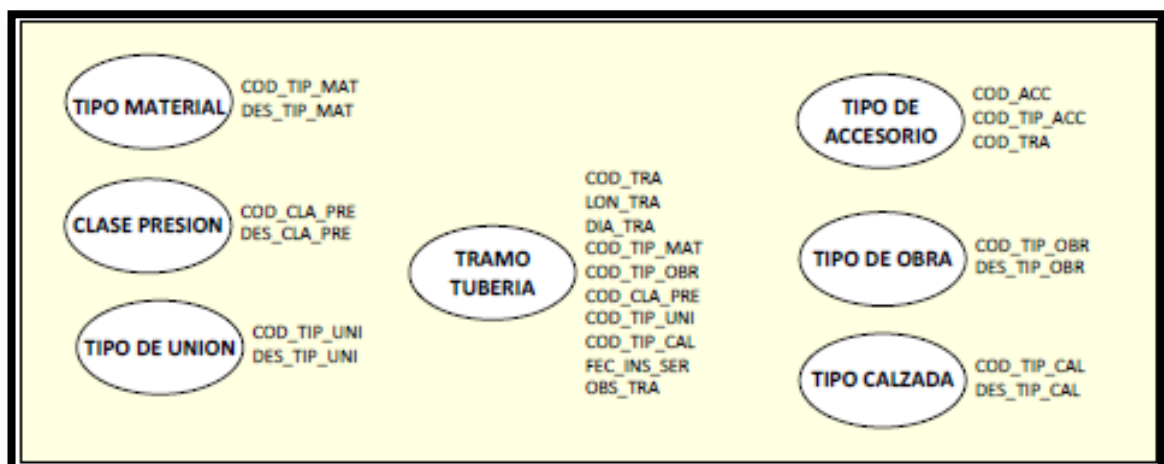 TIPO MATERIAL
COD_TIP_MAT
DES_TIP_MAT
CLASE PRESION
COD_CLA_PRE
DES_CLA_PRE
TIPO DE UNION
COD_TIP_UNI
DES_TIP_UNI
TRAMO
TUBERIA
COD_TRA
LON_TRA
DIA_TRA
COD_TIP_MAT
COD_TIP_OBR
COD_CLA_PRE
COD_TIP_UNI
COD_TIP_CAL
FEC_INS_SER
OBS_TRA
TIPO DE
ACCESORIO
COD_ACC
COD_TIP_ACC
COD_TRA
TIPO DE OBRA
COD_TIP_OBR
DES_TIP_OBR
TIPO CALZADA
COD_TIP_CAL
DES_TIP_CAL